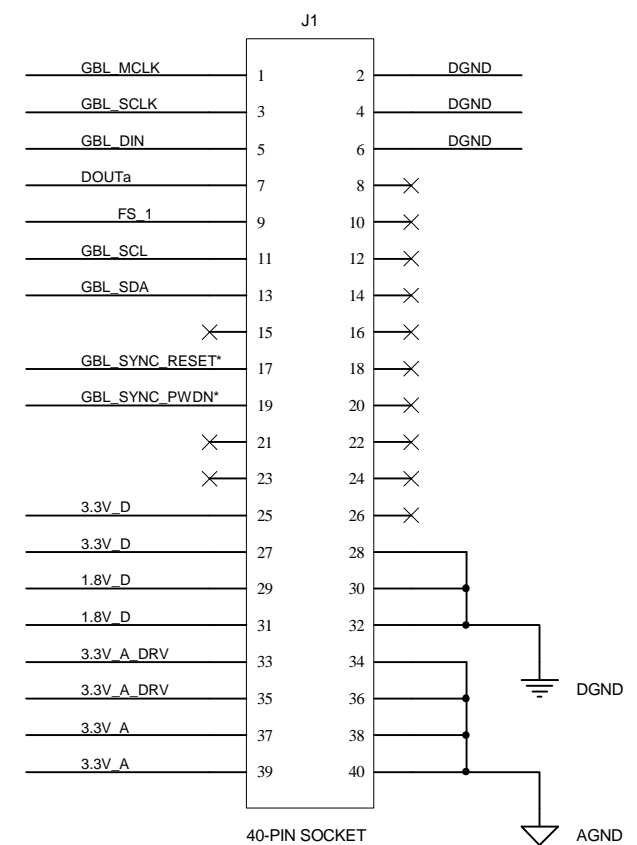 J1
GBL_MCLK 1 2 DGND
GBL_SCLK 3 4 DGND
GBL_DIN 5 6 DGND
DOUTa 7 8
FS_1 9 10
GBL_SCL 11 12
GBL_SDA 13 14
15 16
GBL_SYNC_RESET* 17 18
GBL_SYNC_PWDN* 19 20
21 22
23 24
3.3V_D 25 26
3.3V_D 27 28
1.8V_D 29 30
1.8V_D 31 32
3.3V_A_DRV 33 34
3.3V_A_DRV 35 36
DGND
3.3V_A 37 38
3.3V_A 39 40
40-PIN SOCKET AGND